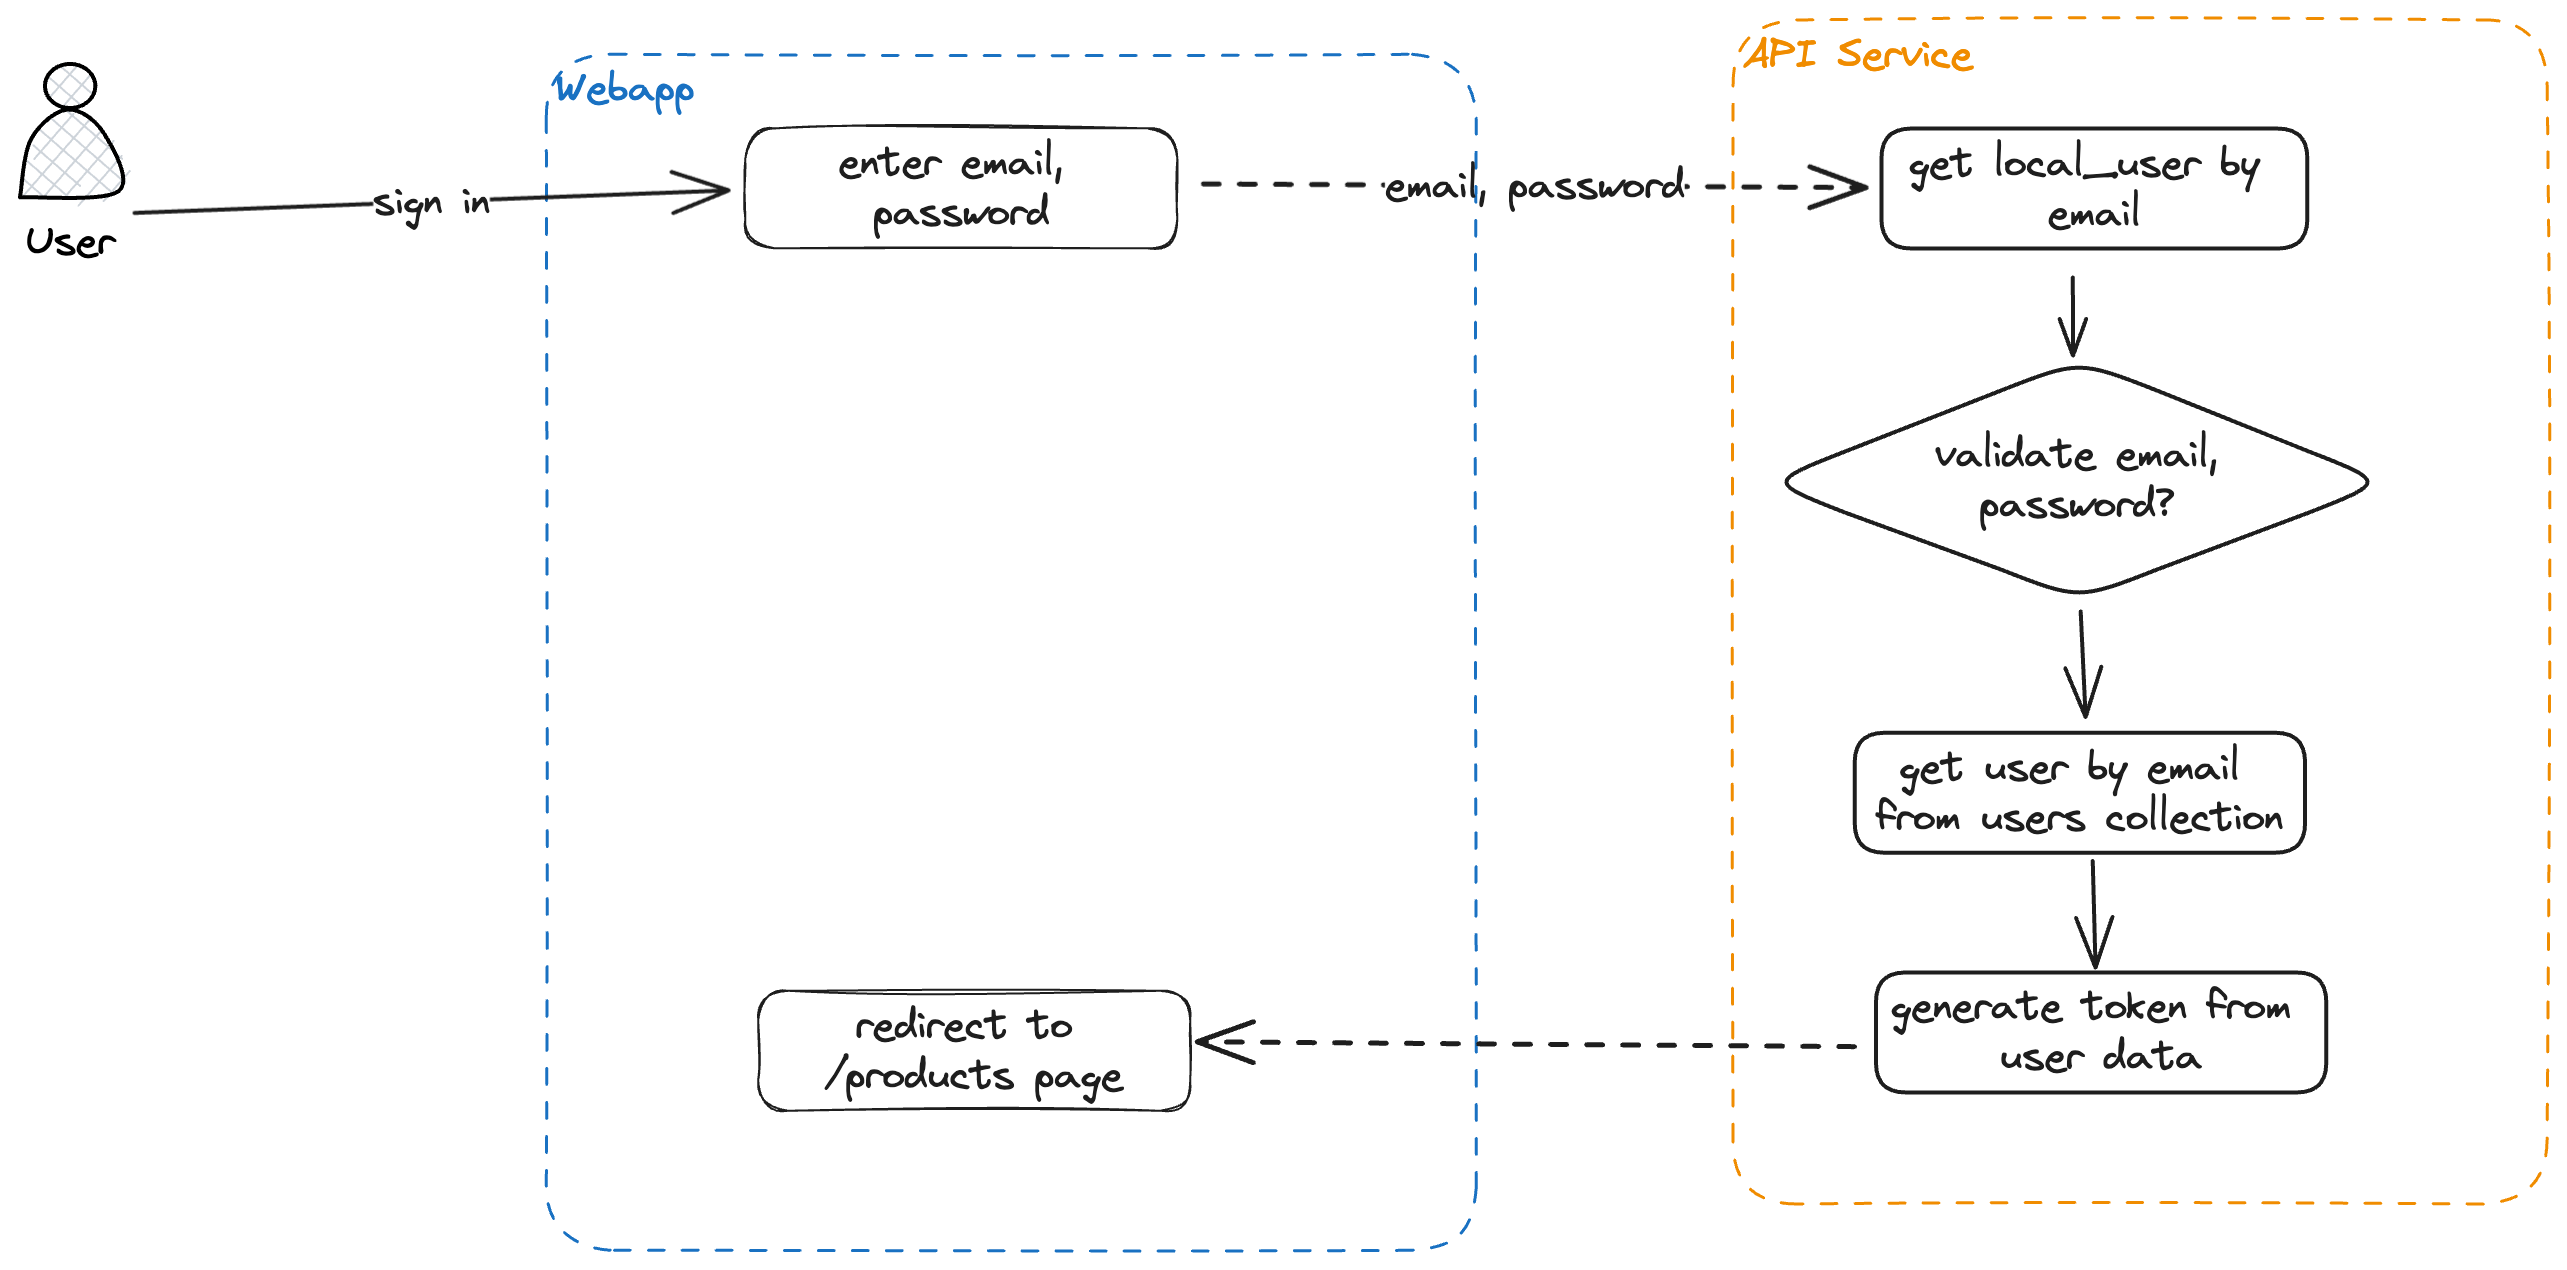 API Service
Webapp
enter email,
password
get local_user by
email
sign in
email, password
User
validate email,
password?
get user by email
from users collection
generate token from
user data
redirect to
/products page